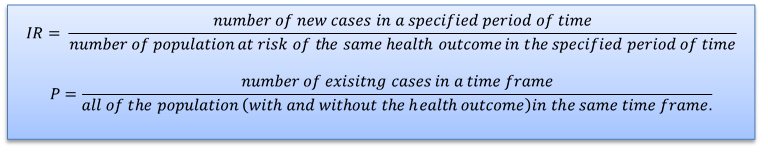 IR = number of new cases in a specified period of time / number of population at risk of the same health outcome in the specified period of time
P = number of exisitng cases in a time frame / all of the population (with and without the health outcome)in the same time frame.